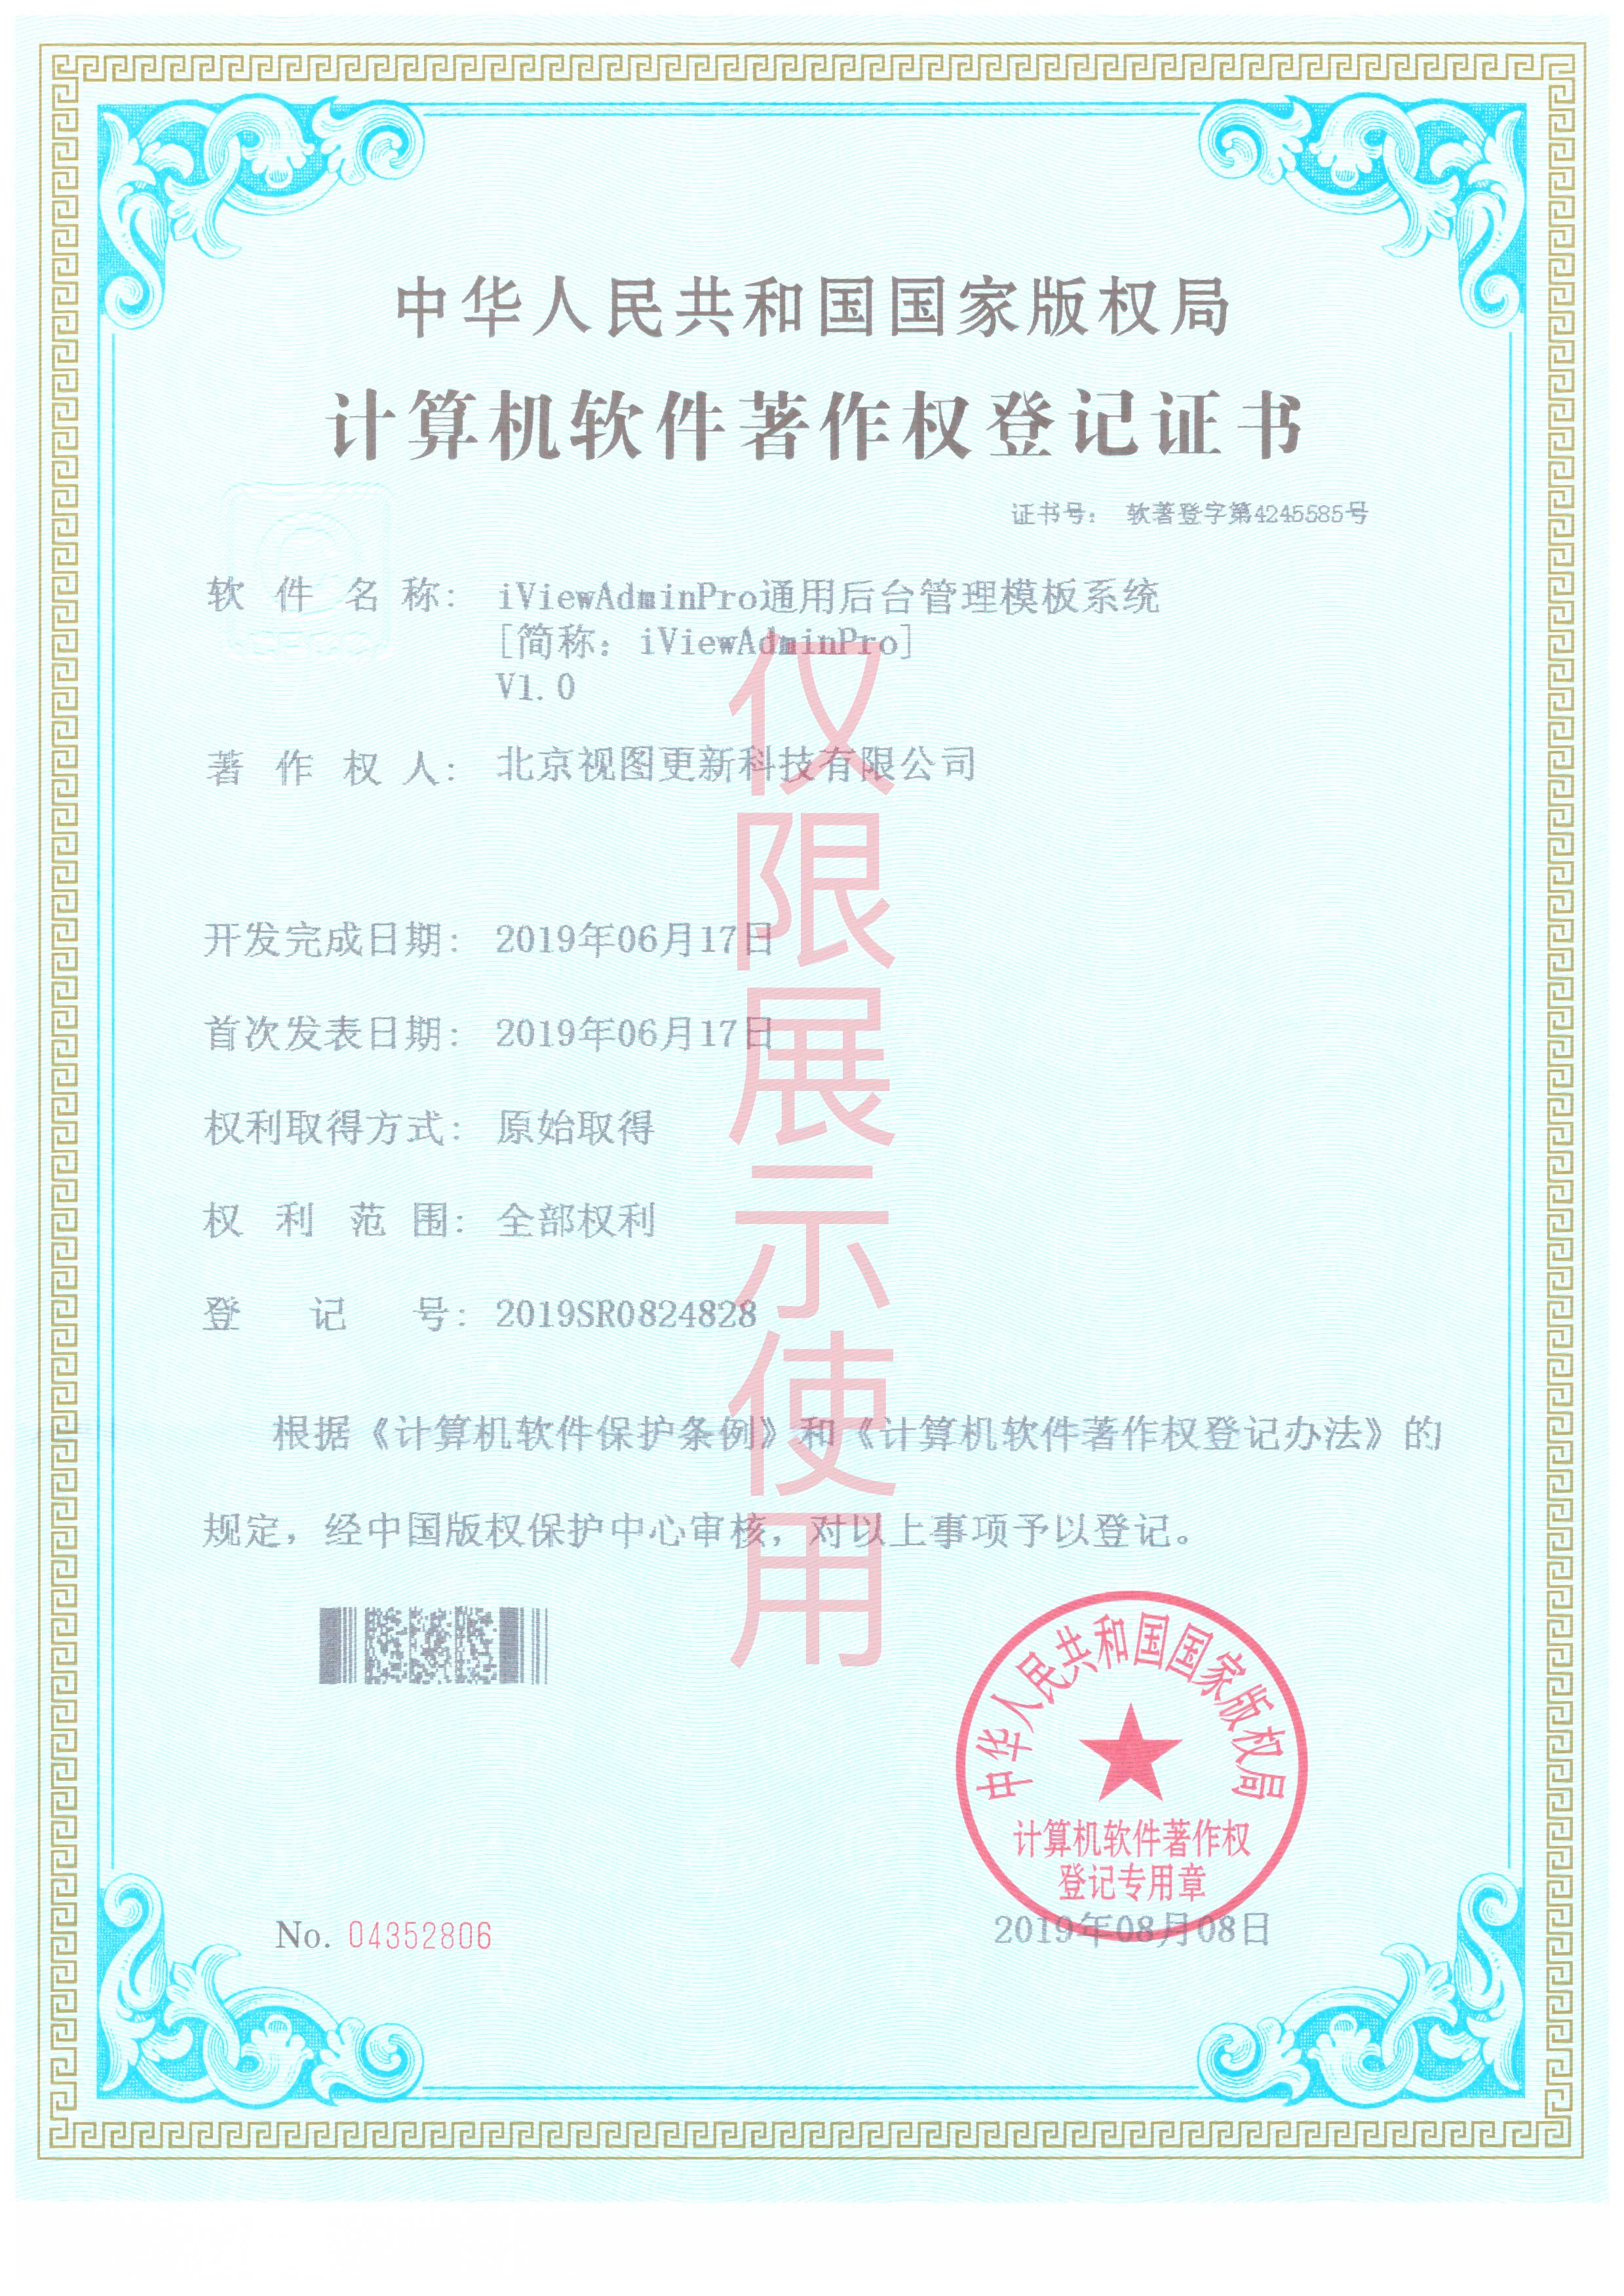 中华人民共和国国家版权局
计算机软件著作权登记证书
证书号： 软著登字第4245585号
软件名称： iViewAdminPro通用后台管理模板系统
[简称：iViewAdminPro]
V1.0
著作权人： 北京视图更新科技有限公司
开发完成日期： 2019年06月17日
首次发表日期： 2019年06月17日
权利取得方式： 原始取得
权利范围： 全部权利
登记号： 2019SR0824828
根据《计算机软件保护条例》和《计算机软件著作权登记办法》的
规定，经中国版权保护中心审核，对以上事项予以登记。
仅限展示使用
中华人民共和国国家版权局
计算机软件著作权
登记专用章
No. 04352806
2019年08月08日